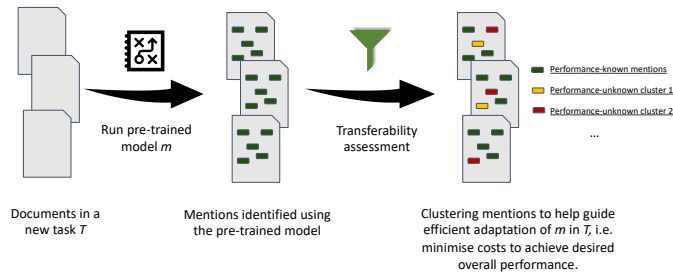 Run pre-trained
model m
Transferability
assessment
Performance-known mentions
Performance-unknown cluster 1
Performance-unknown cluster 2
...
Documents in a
new task T
Mentions identified using
the pre-trained model
Clustering mentions to help guide
efficient adaptation of m in T, i.e.
minimise costs to achieve desired
overall performance.